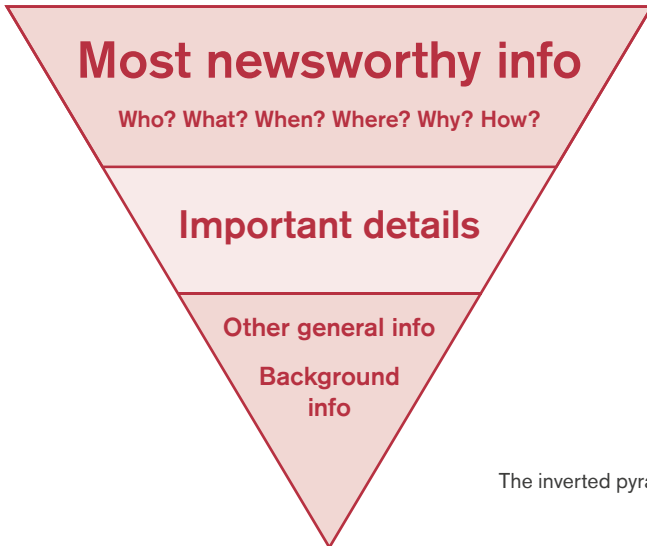 Most newsworthy info
Who? What? When? Where? Why? How?
Important details
Other general info
Background
info
The inverted